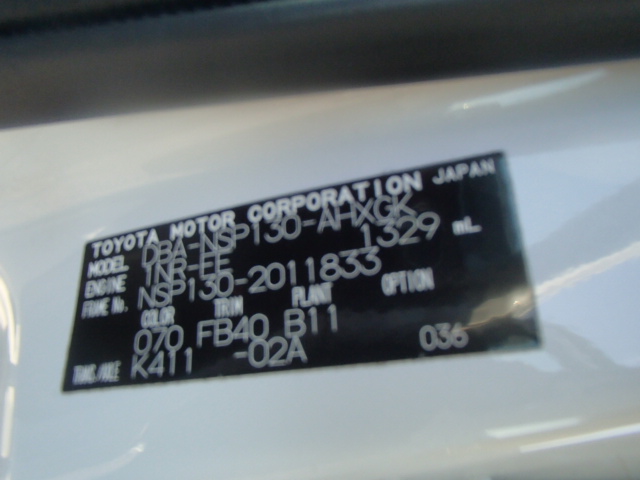 TOYOTA MOTOR CORPORATION JAPAN
MODEL DBA-NSP130-AHXGK
ENGINE 1NR-FE 1329 mL
FRAME No. NSP130-2011833
COLOR TRIM PLANT OPTION
070 FB40 B11
TRANS/AXLE K411 -02A 036